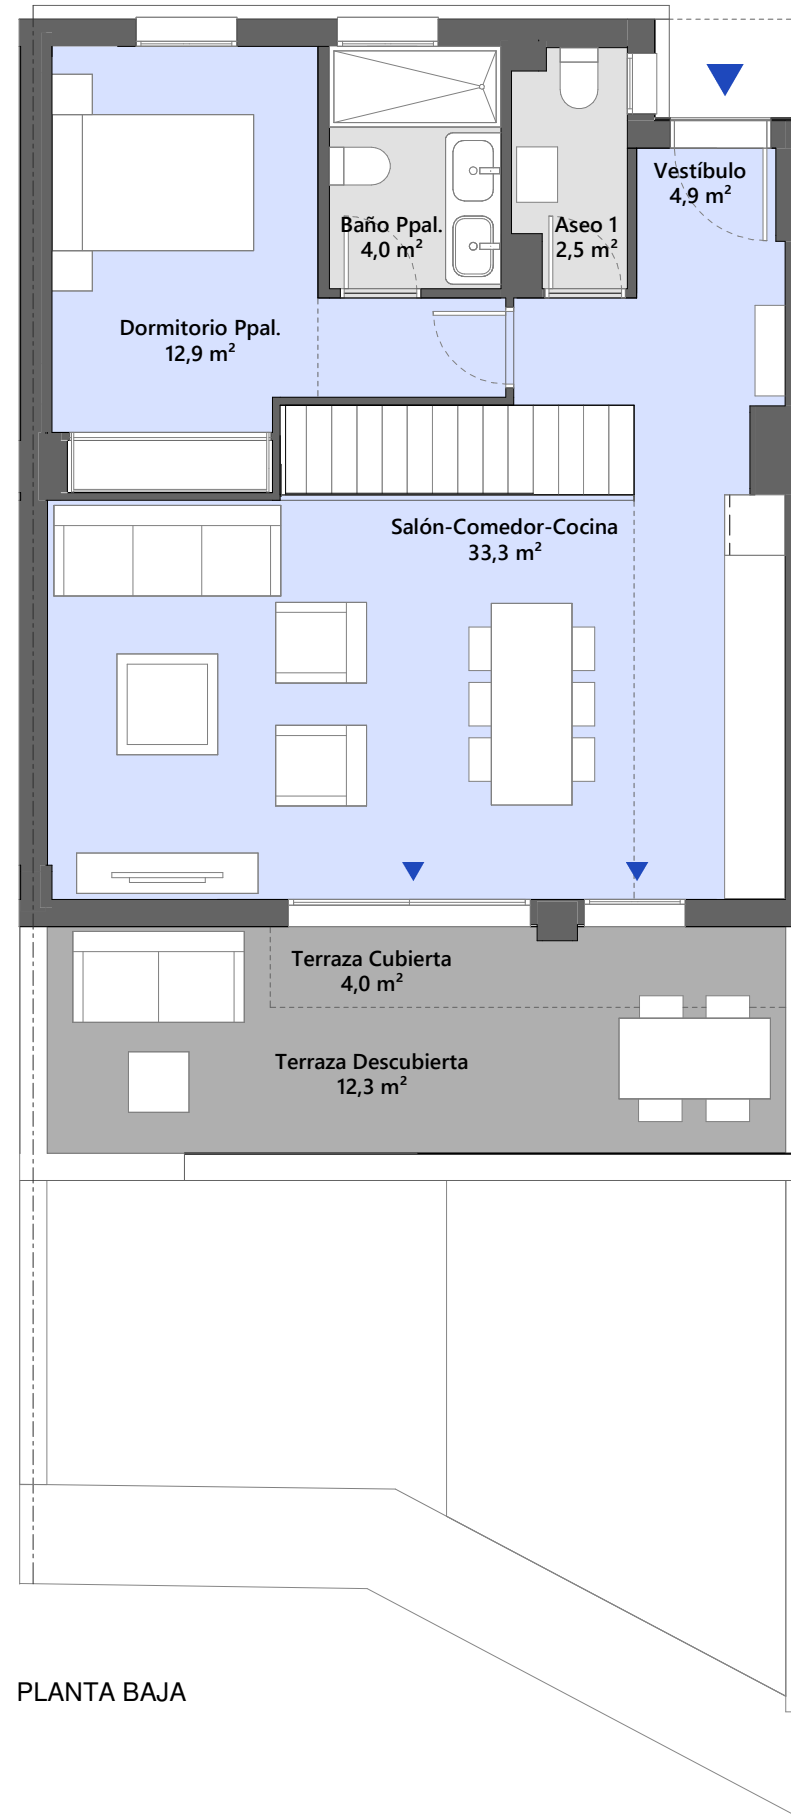 Vestíbulo
4,9 m²
Baño Ppal.
4,0 m²
Aseo 1
2,5 m²
Dormitorio Ppal.
12,9 m²
Salón-Comedor-Cocina
33,3 m²
Terraza Cubierta
4,0 m²
Terraza Descubierta
12,3 m²
PLANTA BAJA